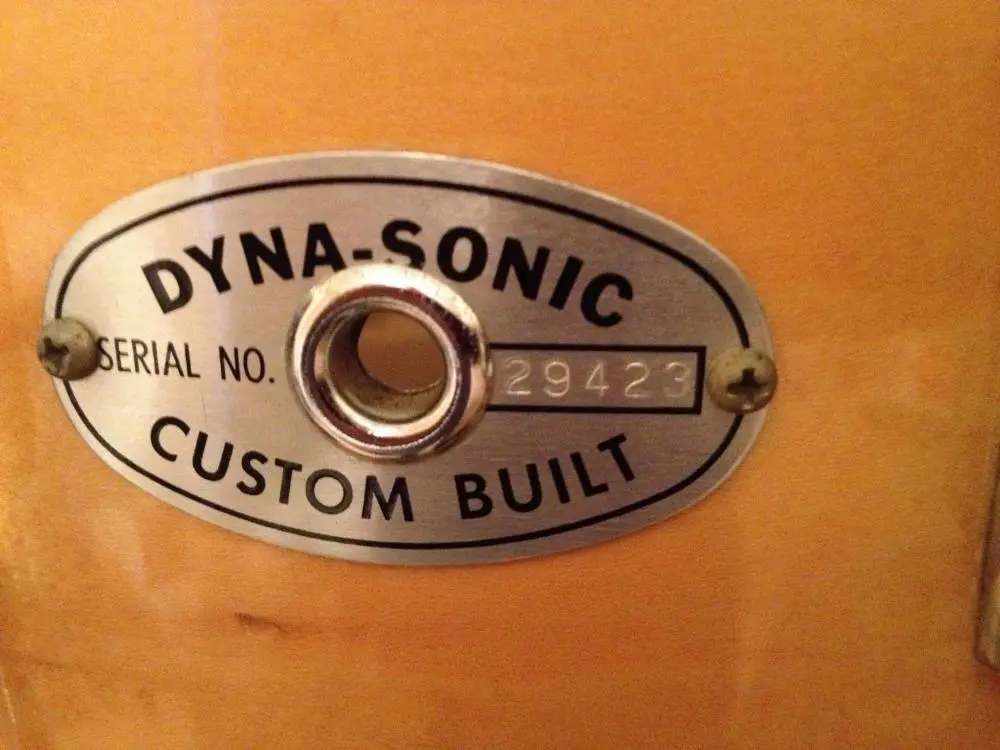 DYNA-SONIC
SERIAL NO. 29423
CUSTOM BUILT